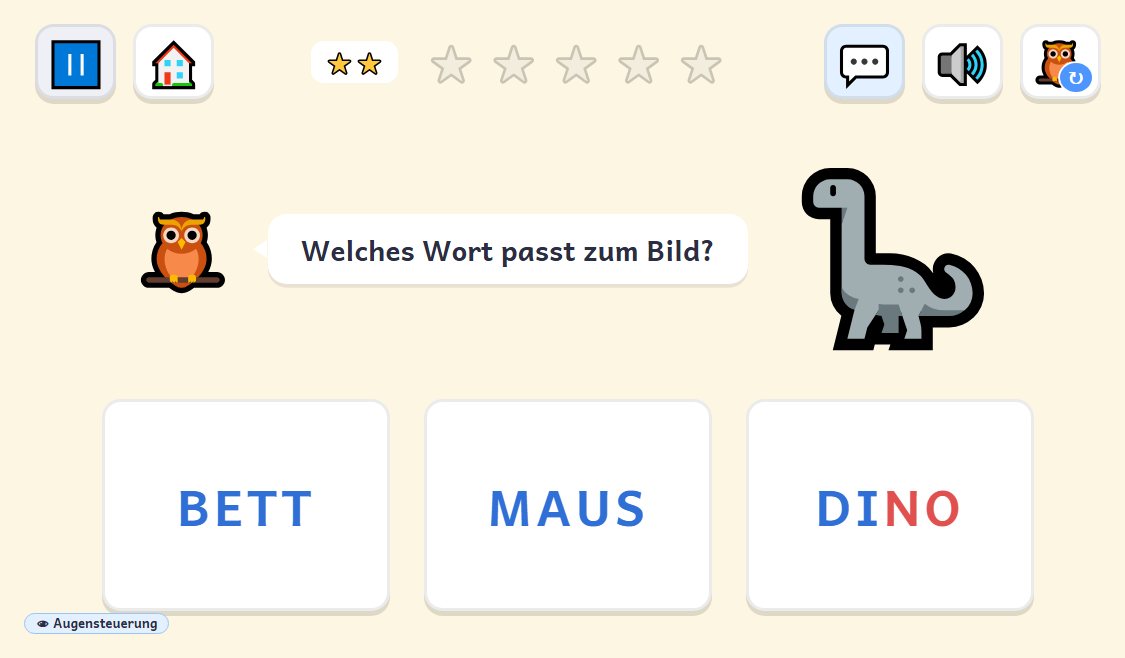 Welches Wort passt zum Bild?
BETT
MAUS
DINO
Augensteuerung